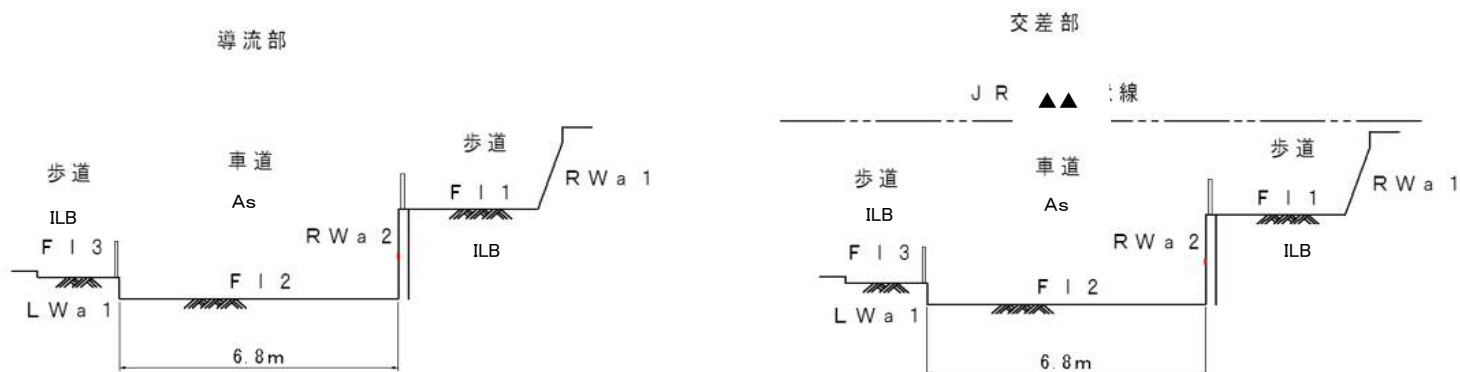 導流部
歩道
車道
歩道
ILB
As
FI1
RWa1
FI3
RWa2
ILB
FI2
LWa1
6.8m
交差部
JR ▲▲ 線
歩道
車道
歩道
ILB
As
FI1
RWa1
FI3
RWa2
ILB
FI2
LWa1
6.8m